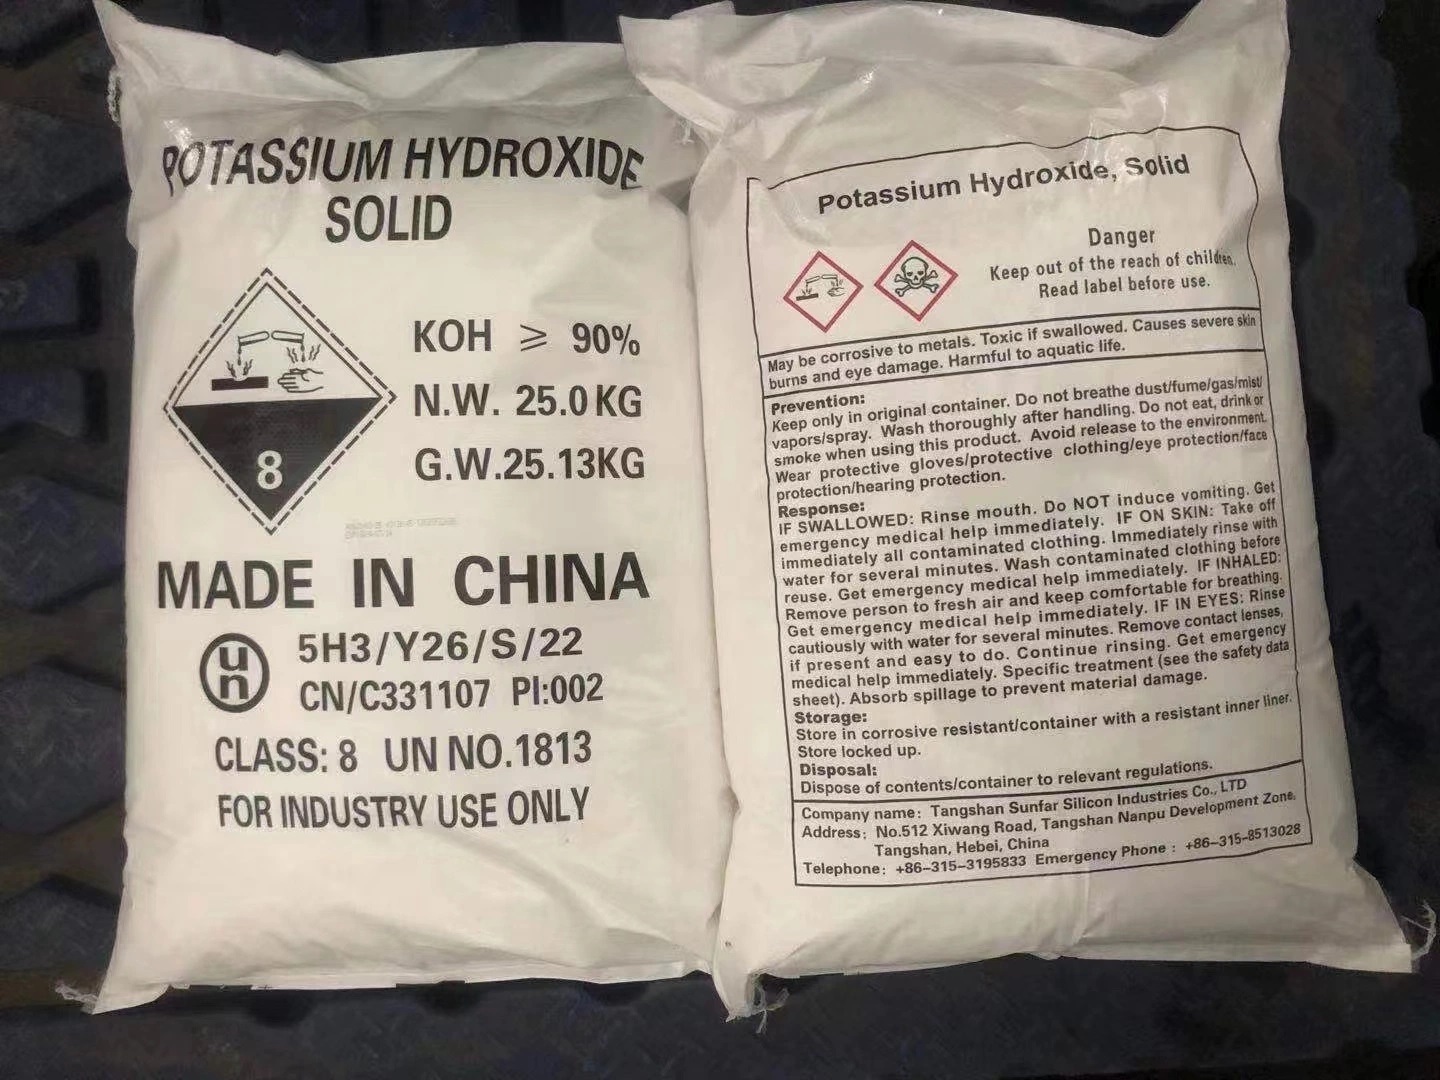 POTASSIUM HYDROXIDE
SOLID
KOH ≥ 90%
N.W. 25.0 KG
G.W.25.13KG
8
MADE IN CHINA
un
5H3/Y26/S/22
CN/C331107 PI:002
CLASS: 8 UN NO.1813
FOR INDUSTRY USE ONLY
Potassium Hydroxide, Solid
Danger
Keep out of the reach of children.
Read label before use.
May be corrosive to metals. Toxic if swallowed. Causes severe skin
burns and eye damage. Harmful to aquatic life.
Prevention:
Keep only in original container. Do not breathe dust/fume/gas/mist/
vapors/spray. Wash thoroughly after handling. Do not eat, drink or
smoke when using this product. Avoid release to the environment.
Wear protective gloves/protective clothing/eye protection/face
protection/hearing protection.
Response:
IF SWALLOWED: Rinse mouth. Do NOT induce vomiting. Get
emergency medical help immediately. IF ON SKIN: Take off
immediately all contaminated clothing. Immediately rinse with
water for several minutes. Wash contaminated clothing before
reuse. Get emergency medical help immediately. IF INHALED:
Remove person to fresh air and keep comfortable for breathing.
Get emergency medical help immediately. IF IN EYES: Rinse
cautiously with water for several minutes. Remove contact lenses,
if present and easy to do. Continue rinsing. Get emergency
medical help immediately. Specific treatment (see the safety data
sheet). Absorb spillage to prevent material damage.
Storage:
Store in corrosive resistant/container with a resistant inner liner.
Store locked up.
Disposal:
Dispose of contents/container to relevant regulations.
Company name: Tangshan Sunfar Silicon Industries Co., LTD
Address: No.512 Xiwang Road, Tangshan Nanpu Development Zone,
Tangshan, Hebei, China
Telephone: +86-315-3195833 Emergency Phone : +86-315-8513028